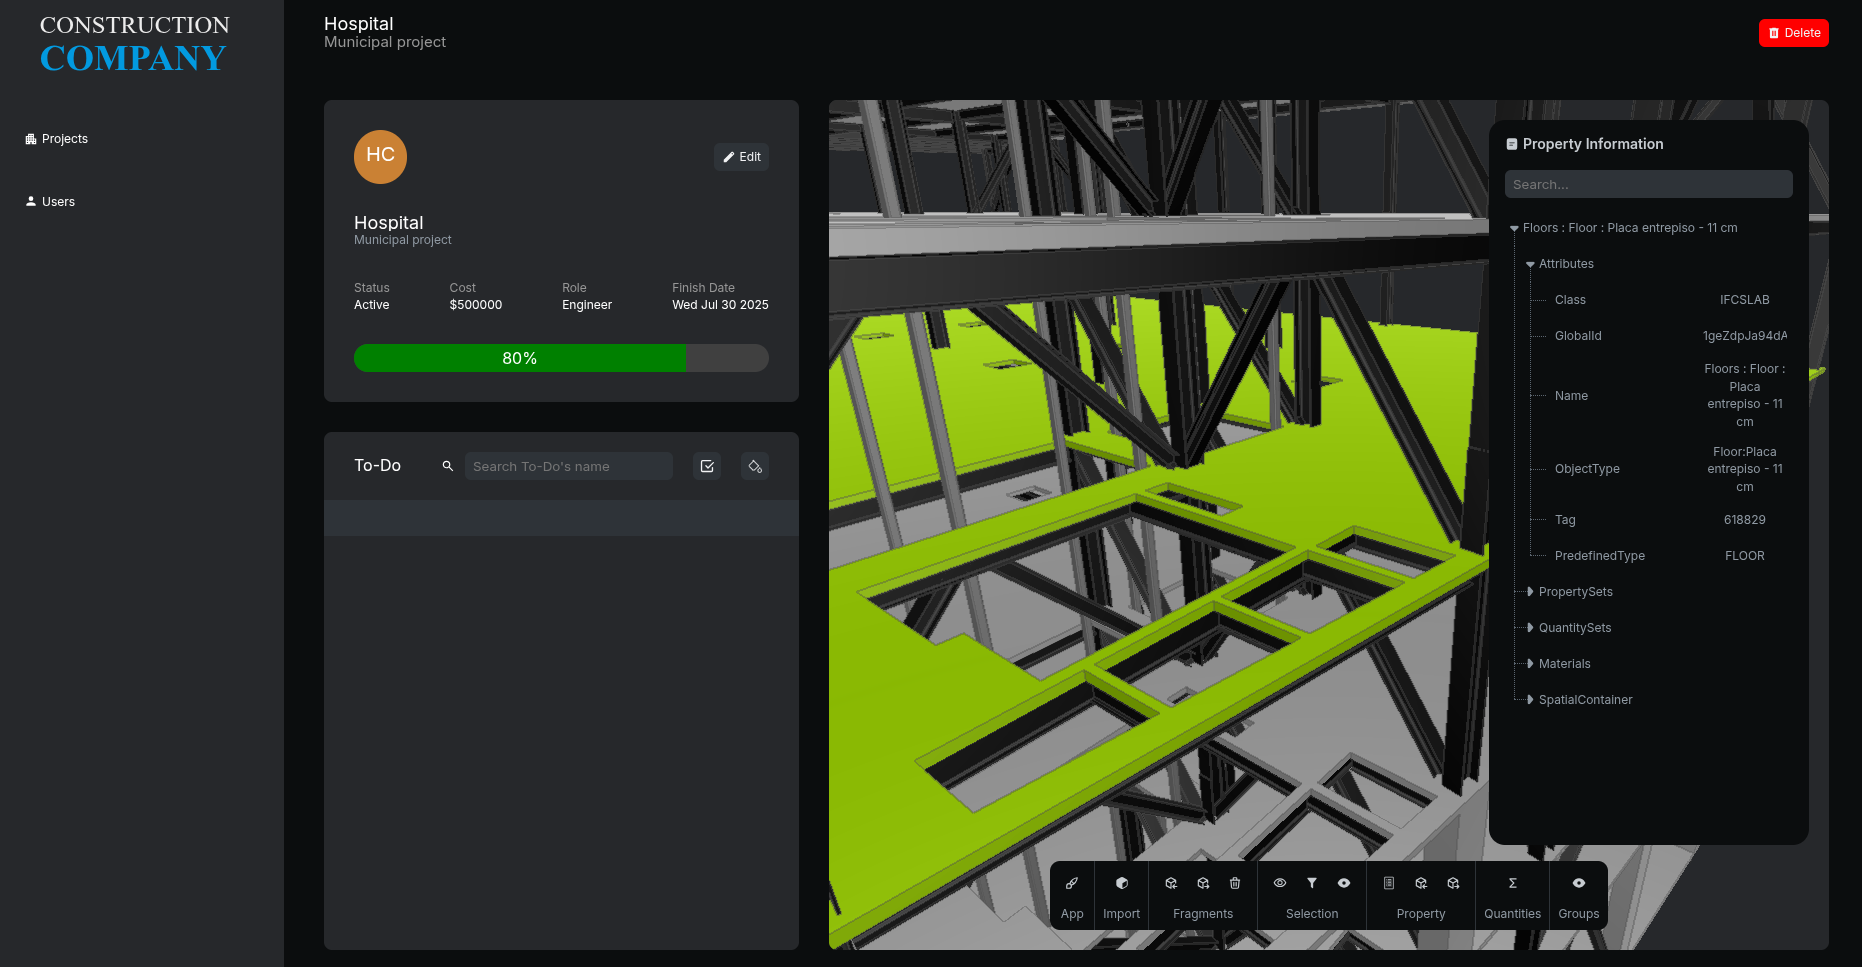 CONSTRUCTION
COMPANY
Projects
Users
Hospital
Municipal project
Delete
HC
Edit
Hospital
Municipal project
Status Cost Role Finish Date
Active $500000 Engineer Wed Jul 30 2025
80%
To-Do Search To-Do's name
Property Information
Search...
Floors : Floor : Placa entrepiso - 11 cm
Attributes
Class IFCSLAB
GlobalId 1geZdpJa94dA
Name Floors : Floor :
Placa
entrepiso - 11
cm
ObjectType Floor:Placa
entrepiso - 11
cm
Tag 618829
PredefinedType FLOOR
PropertySets
QuantitySets
Materials
SpatialContainer
App Import Fragments Selection Property Quantities Groups